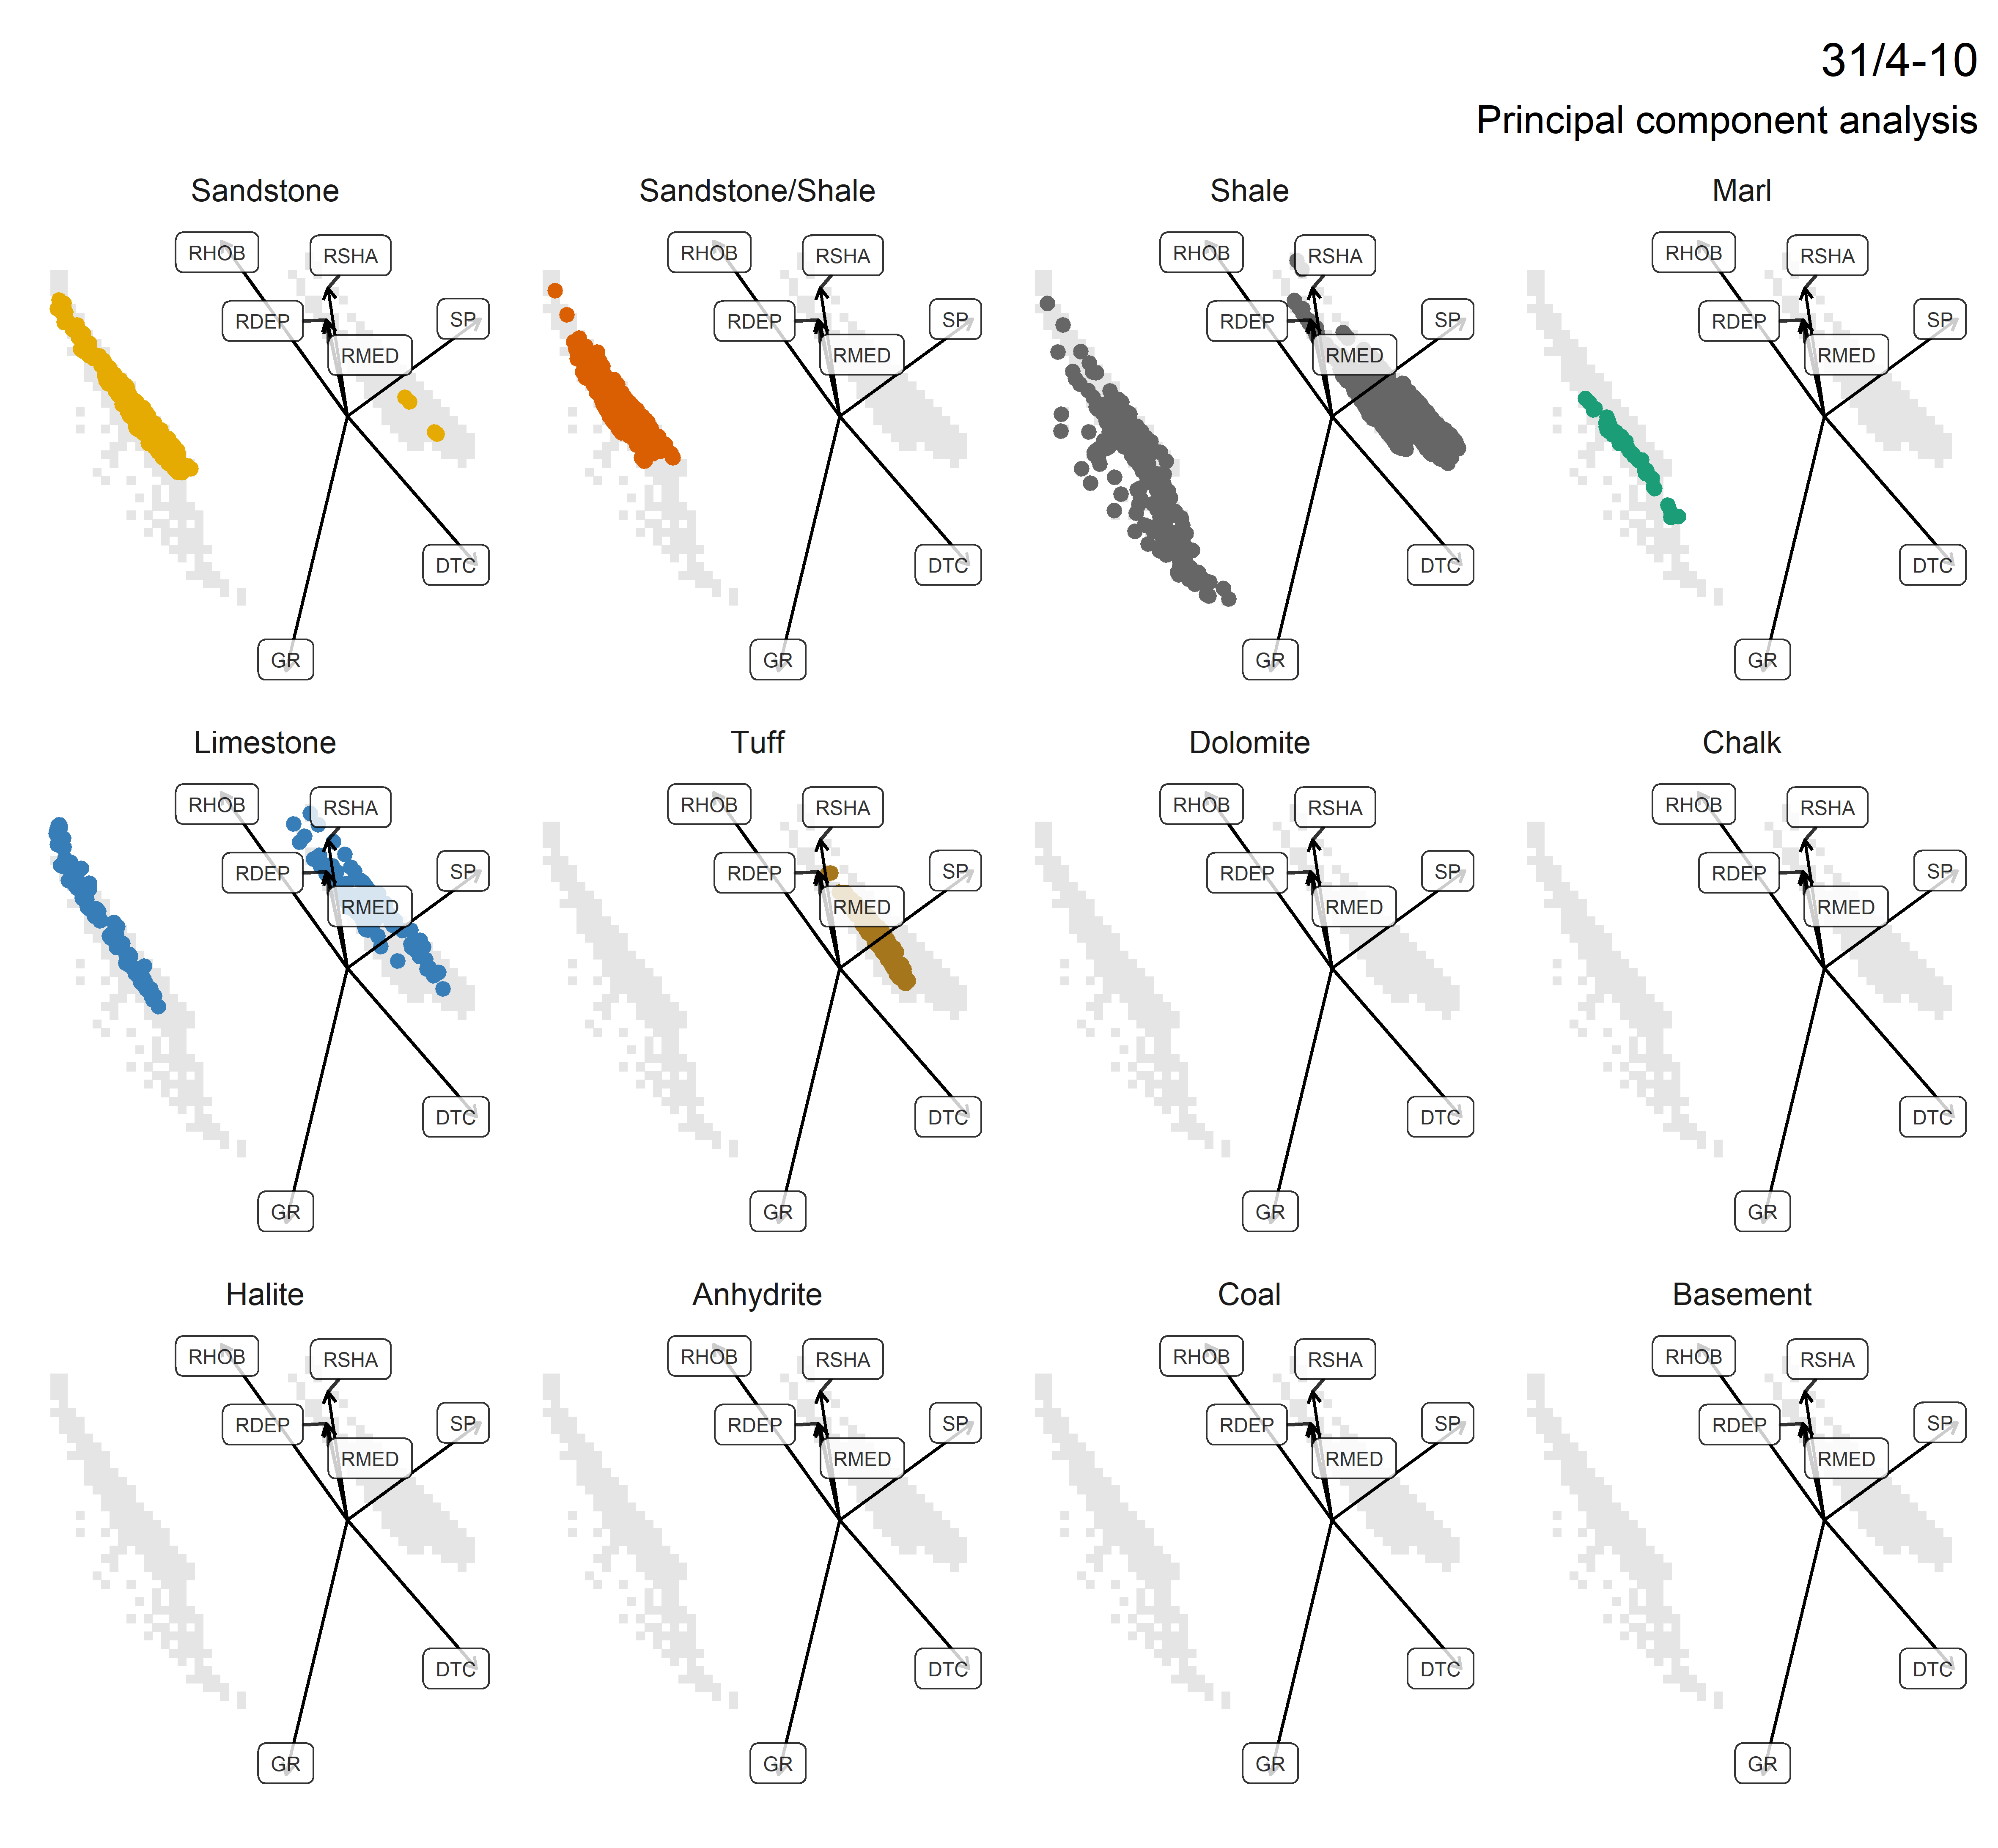 31/4-10
Principal component analysis
Sandstone
Sandstone/Shale
Shale
Marl
RHOB
RSHA
RDEP
SP
RMED
DTC
GR
RHOB
RSHA
RDEP
SP
RMED
DTC
GR
RHOB
RSHA
RDEP
SP
RMED
DTC
GR
RHOB
RSHA
RDEP
SP
RMED
DTC
GR
Limestone
Tuff
Dolomite
Chalk
RHOB
RSHA
RDEP
SP
RMED
DTC
GR
RHOB
RSHA
RDEP
SP
RMED
DTC
GR
RHOB
RSHA
RDEP
SP
RMED
DTC
GR
RHOB
RSHA
RDEP
SP
RMED
DTC
GR
Halite
Anhydrite
Coal
Basement
RHOB
RSHA
RDEP
SP
RMED
DTC
GR
RHOB
RSHA
RDEP
SP
RMED
DTC
GR
RHOB
RSHA
RDEP
SP
RMED
DTC
GR
RHOB
RSHA
RDEP
SP
RMED
DTC
GR